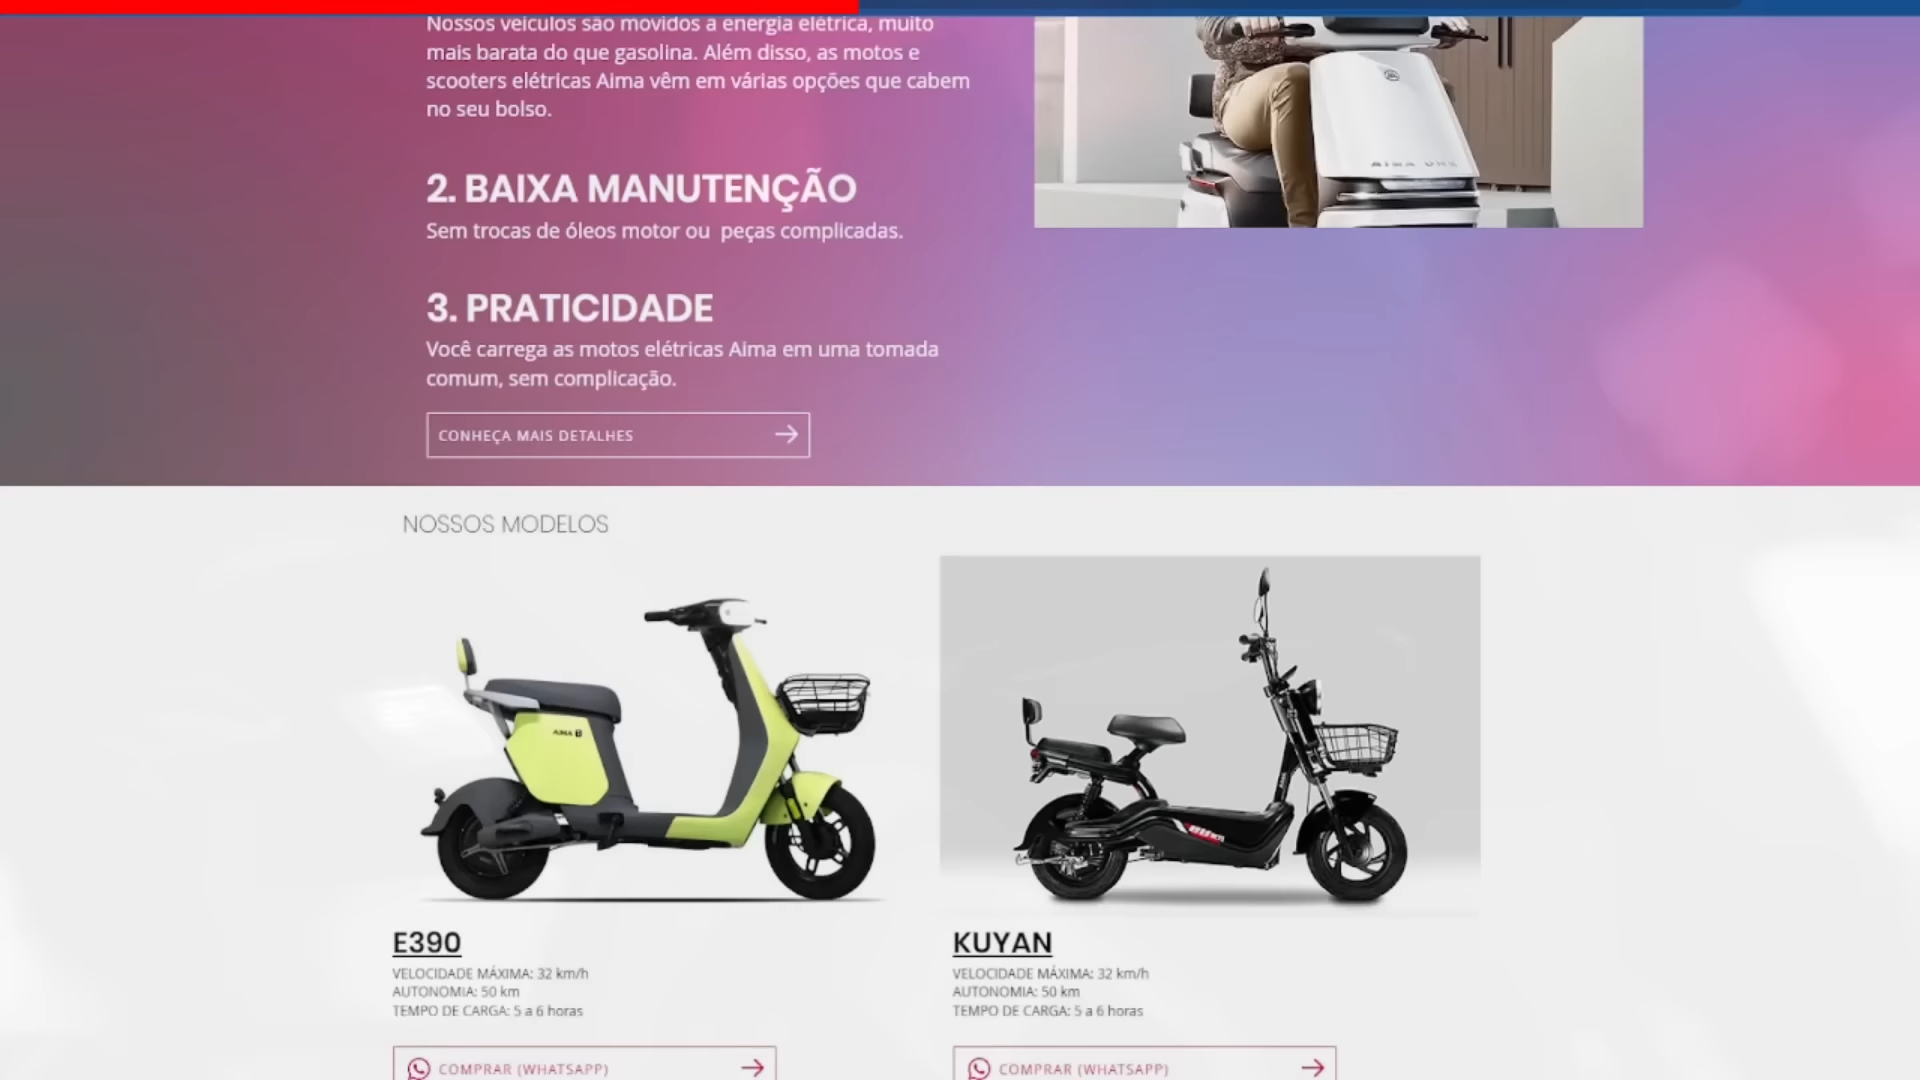 Nossos veículos são movidos a energia elétrica, muito
mais barata do que gasolina. Além disso, as motos e
scooters elétricas Aima vêm em várias opções que cabem
no seu bolso.
AIMA ONE
2. BAIXA MANUTENÇÃO
Sem trocas de óleos motor ou peças complicadas.
3. PRATICIDADE
Você carrega as motos elétricas Aima em uma tomada
comum, sem complicação.
CONHEÇA MAIS DETALHES
NOSSOS MODELOS
AIMA
E390
VELOCIDADE MÁXIMA: 32 km/h
AUTONOMIA: 50 km
TEMPO DE CARGA: 5 a 6 horas
COMPRAR (WHATSAPP)
KUYAN
VELOCIDADE MÁXIMA: 32 km/h
AUTONOMIA: 50 km
TEMPO DE CARGA: 5 a 6 horas
COMPRAR (WHATSAPP)